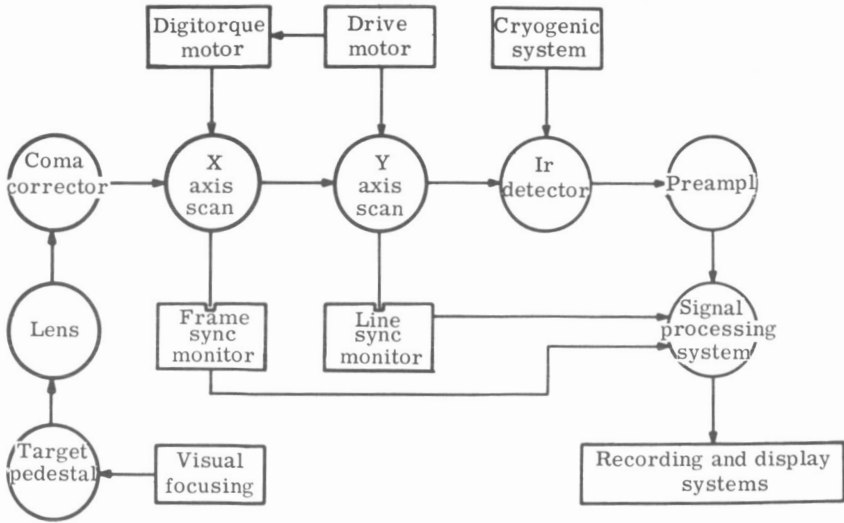 Digitorque
motor
Drive
motor
Cryogenic
system
Coma
corrector
X
axis
scan
Y
axis
scan
Ir
detector
Preampl
Lens
Frame
sync
monitor
Line
sync
monitor
Signal
processing
system
Target
pedestal
Visual
focusing
Recording and display
systems